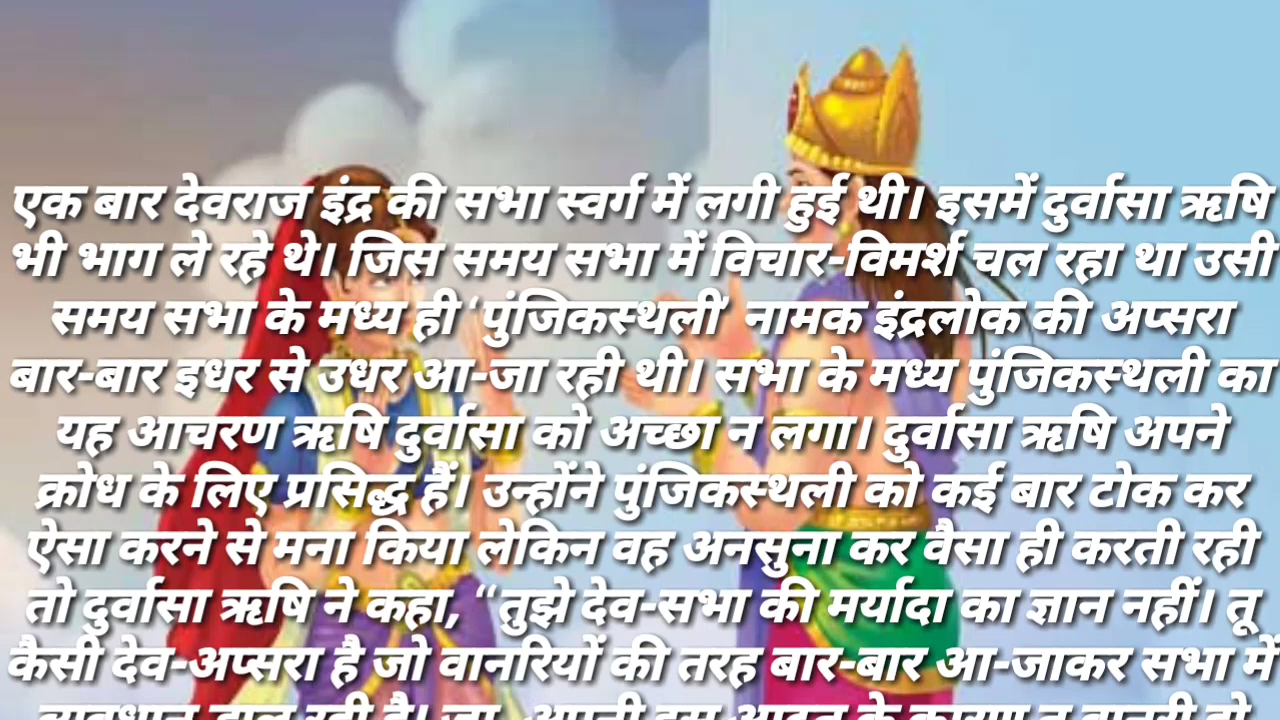 एक बार देवराज इंद्र की सभा स्वर्ग में लगी हुई थी। इसमें दुर्वासा ऋषि
भी भाग ले रहे थे। जिस समय सभा में विचार-विमर्श चल रहा था उसी
समय सभा के मध्य ही ‘पुंजिकस्थली’ नामक इंद्रलोक की अप्सरा
बार-बार इधर से उधर आ-जा रही थी। सभा के मध्य पुंजिकस्थली का
यह आचरण ऋषि दुर्वासा को अच्छा न लगा। दुर्वासा ऋषि अपने
क्रोध के लिए प्रसिद्ध हैं। उन्होंने पुंजिकस्थली को कई बार टोक कर
ऐसा करने से मना किया लेकिन वह अनसुना कर वैसा ही करती रही
तो दुर्वासा ऋषि ने कहा, “तुझे देव-सभा की मर्यादा का ज्ञान नहीं। तू
कैसी देव-अप्सरा है जो वानरियों की तरह बार-बार आ-जाकर सभा में